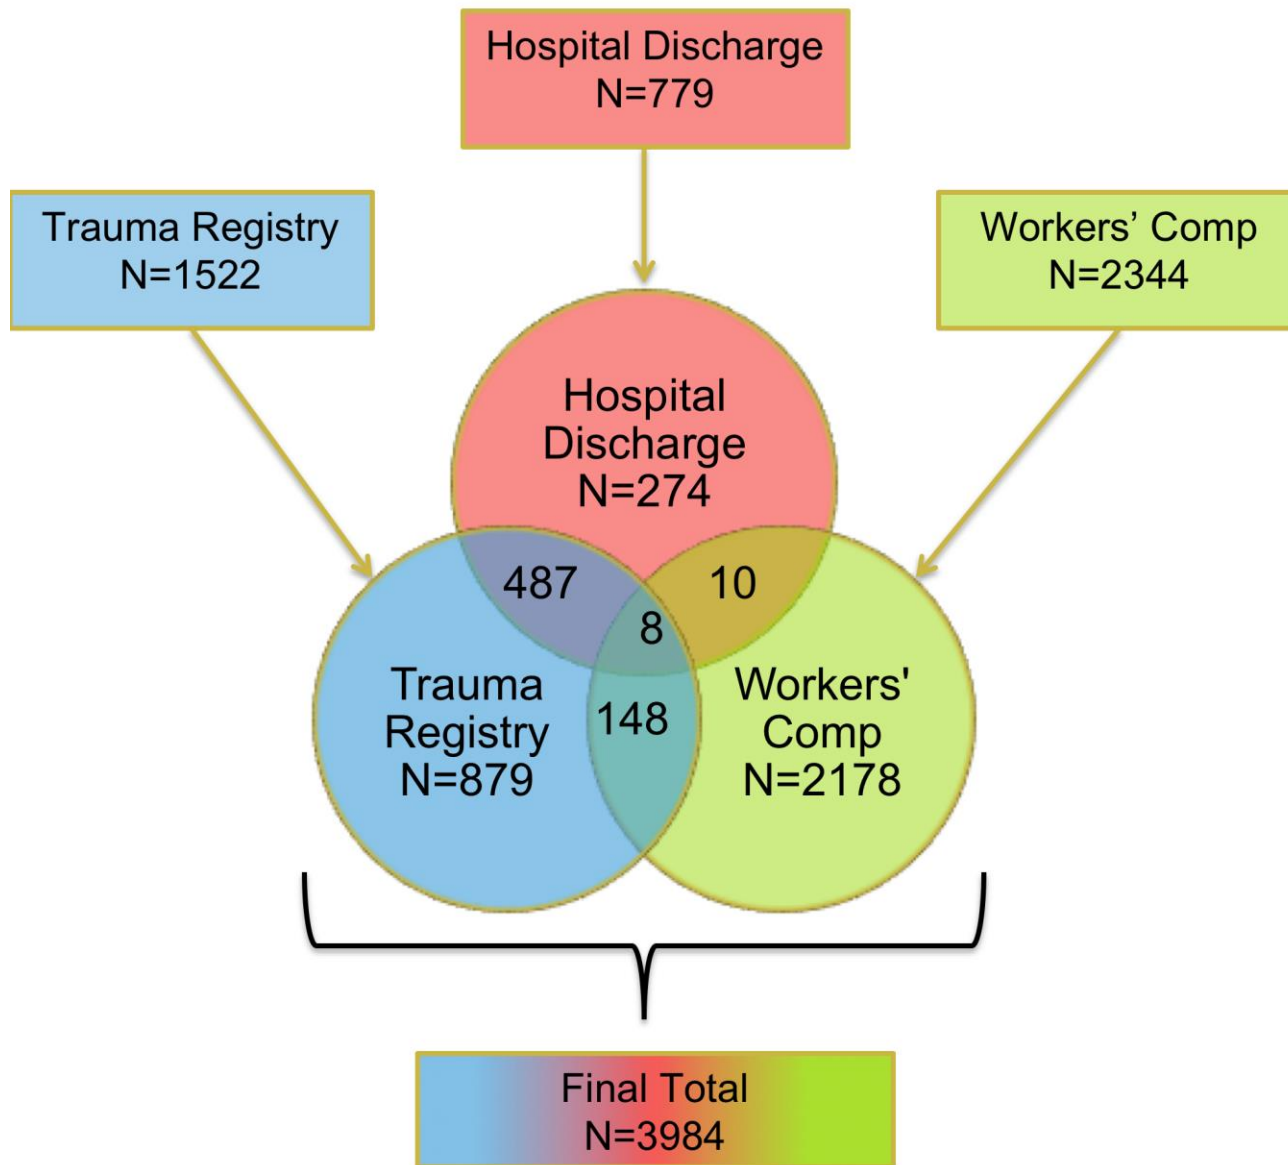 Hospital Discharge
N=779
Trauma Registry
N=1522
Workers’ Comp
N=2344
Hospital
Discharge
N=274
487
10
8
Trauma
Registry
N=879
148
Workers'
Comp
N=2178
Final Total
N=3984